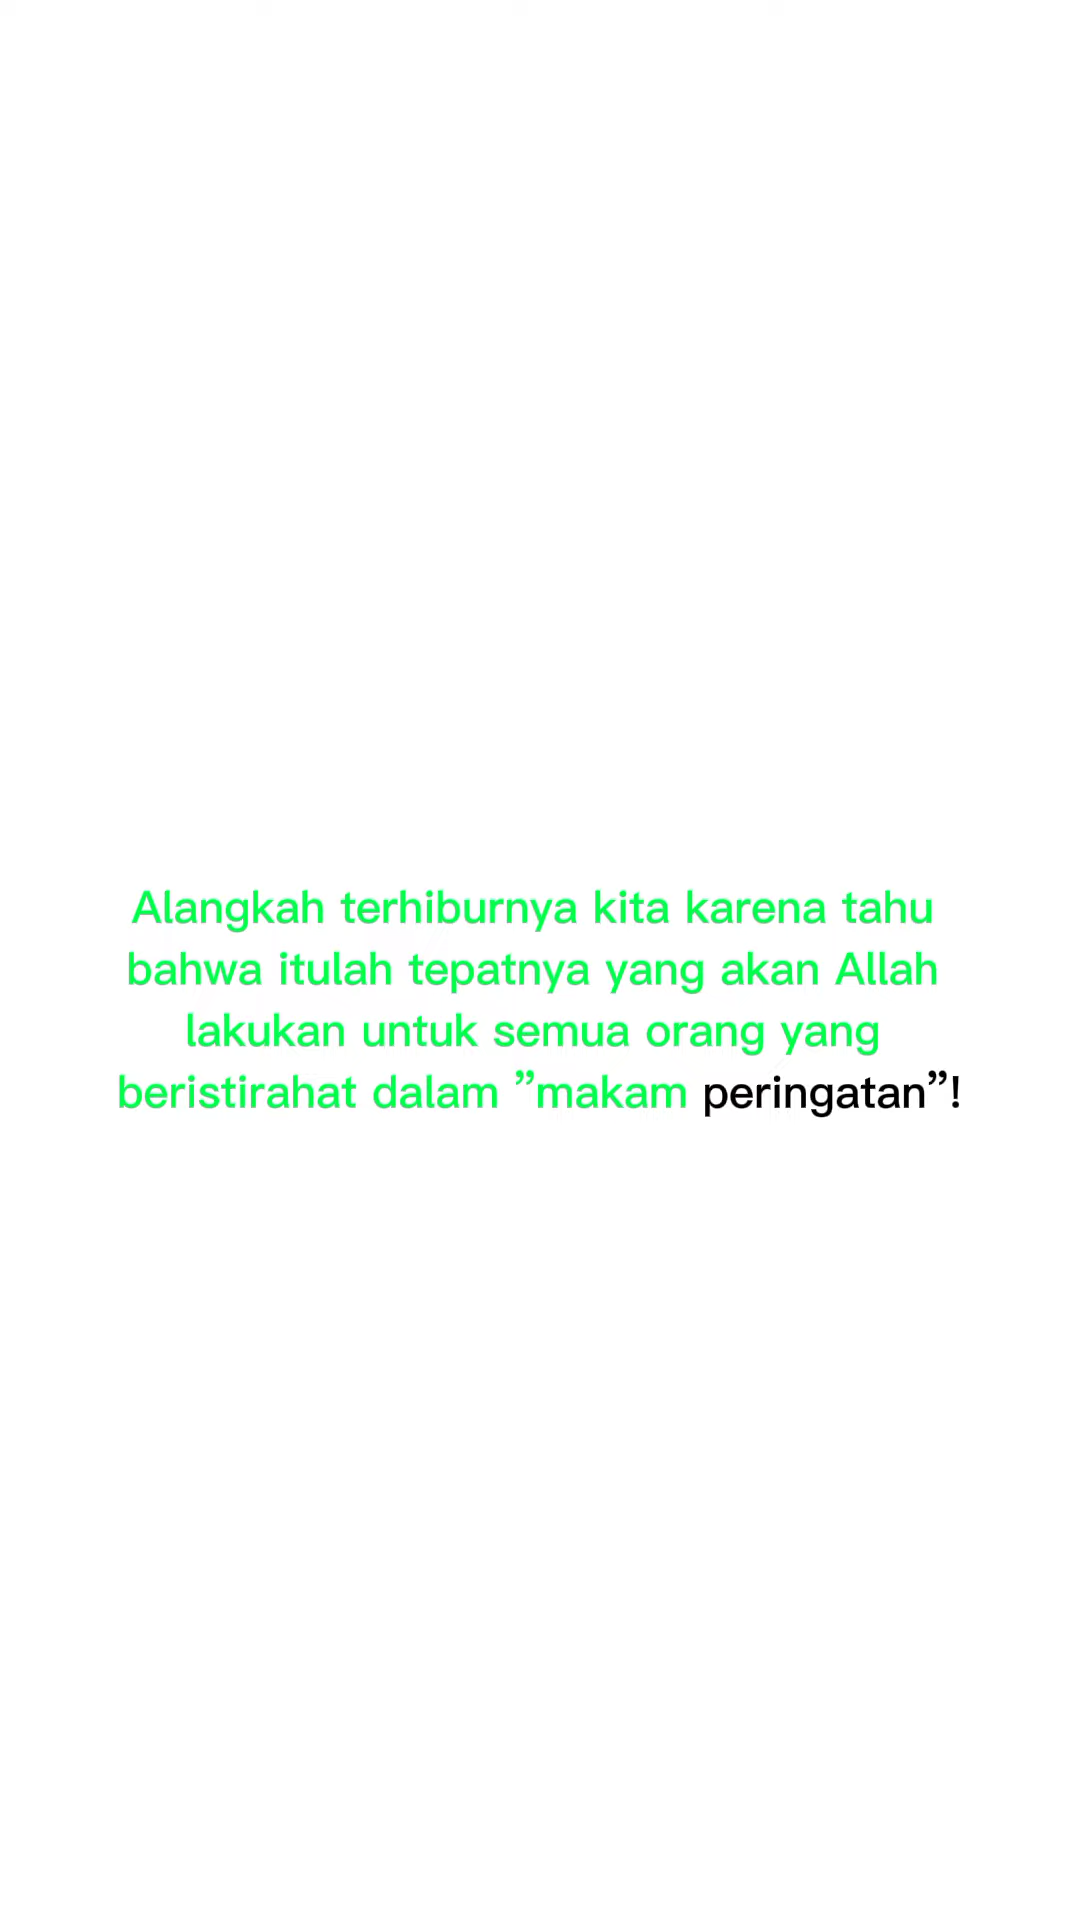 Alangkah terhiburnya kita karena tahu
bahwa itulah tepatnya yang akan Allah
lakukan untuk semua orang yang
beristirahat dalam ”makam peringatan”!